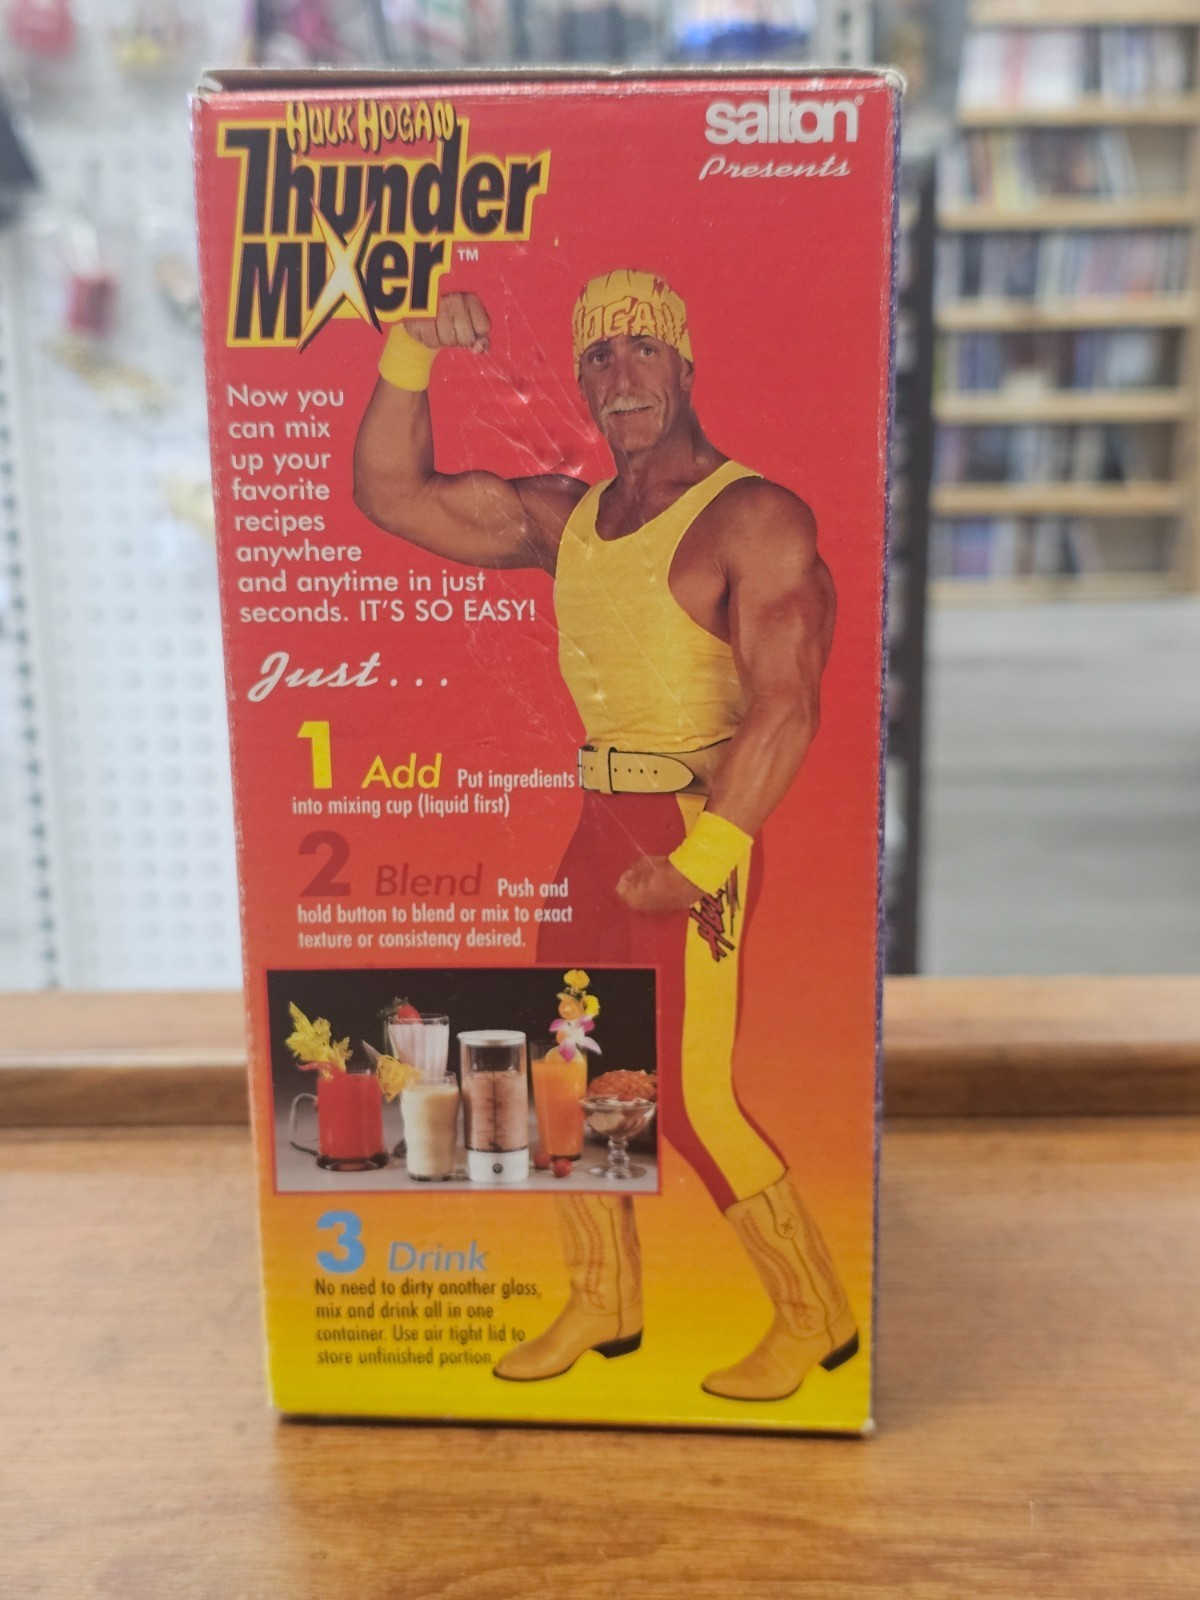 HULK HOGAN
Thunder
MiXer™
salton®
Presents
HOGAN
Now you
can mix
up your
favorite
recipes
anywhere
and anytime in just
seconds. IT'S SO EASY!
Just...
1 Add Put ingredients
into mixing cup (liquid first)
2 Blend Push and
hold button to blend or mix to exact
texture or consistency desired.
3 Drink
No need to dirty another glass,
mix and drink all in one
container. Use air tight lid to
store unfinished portion.